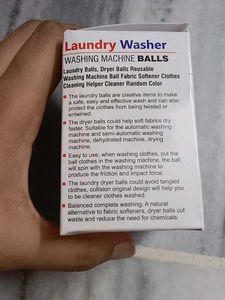 Laundry Washer
WASHING MACHINE BALLS
Laundry Balls, Dryer Balls Reusable
Washing Machine Ball Fabric Softener Clothes
Cleaning Helper Cleaner Random Color
• The laundry balls are creative items to make
a safe, easy and effective wash and can also
protect the clothes from being twisted or
entwined.
• The dryer balls could help soft fabrics dry
faster. Suitable for the automatic washing
machine and semi-automatic washing
machine, dehydrated machine, drying
machine.
• Easy to use, when washing clothes, put the
ball clothes in the washing machine, the ball
will spin with the washing machine to
produce the friction and impact force.
• The laundry dryer balls could avoid tangled
clothes, collision original design will help you
to be cleaner clothes washed.
• Balanced complete washing. A natural
alternative to fabric softeners, dryer balls cut
waste and reduce the need for chemicals.